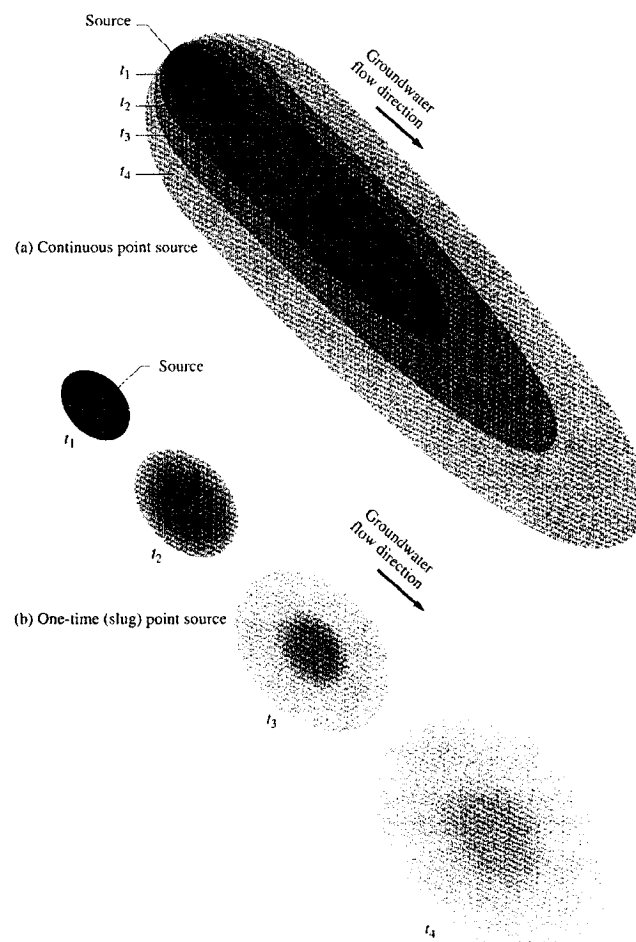 Source
t1
t2
t3
t4
Groundwater
flow direction
(a) Continuous point source
Source
t1
t2
Groundwater
flow direction
(b) One-time (slug) point source
t3
t4